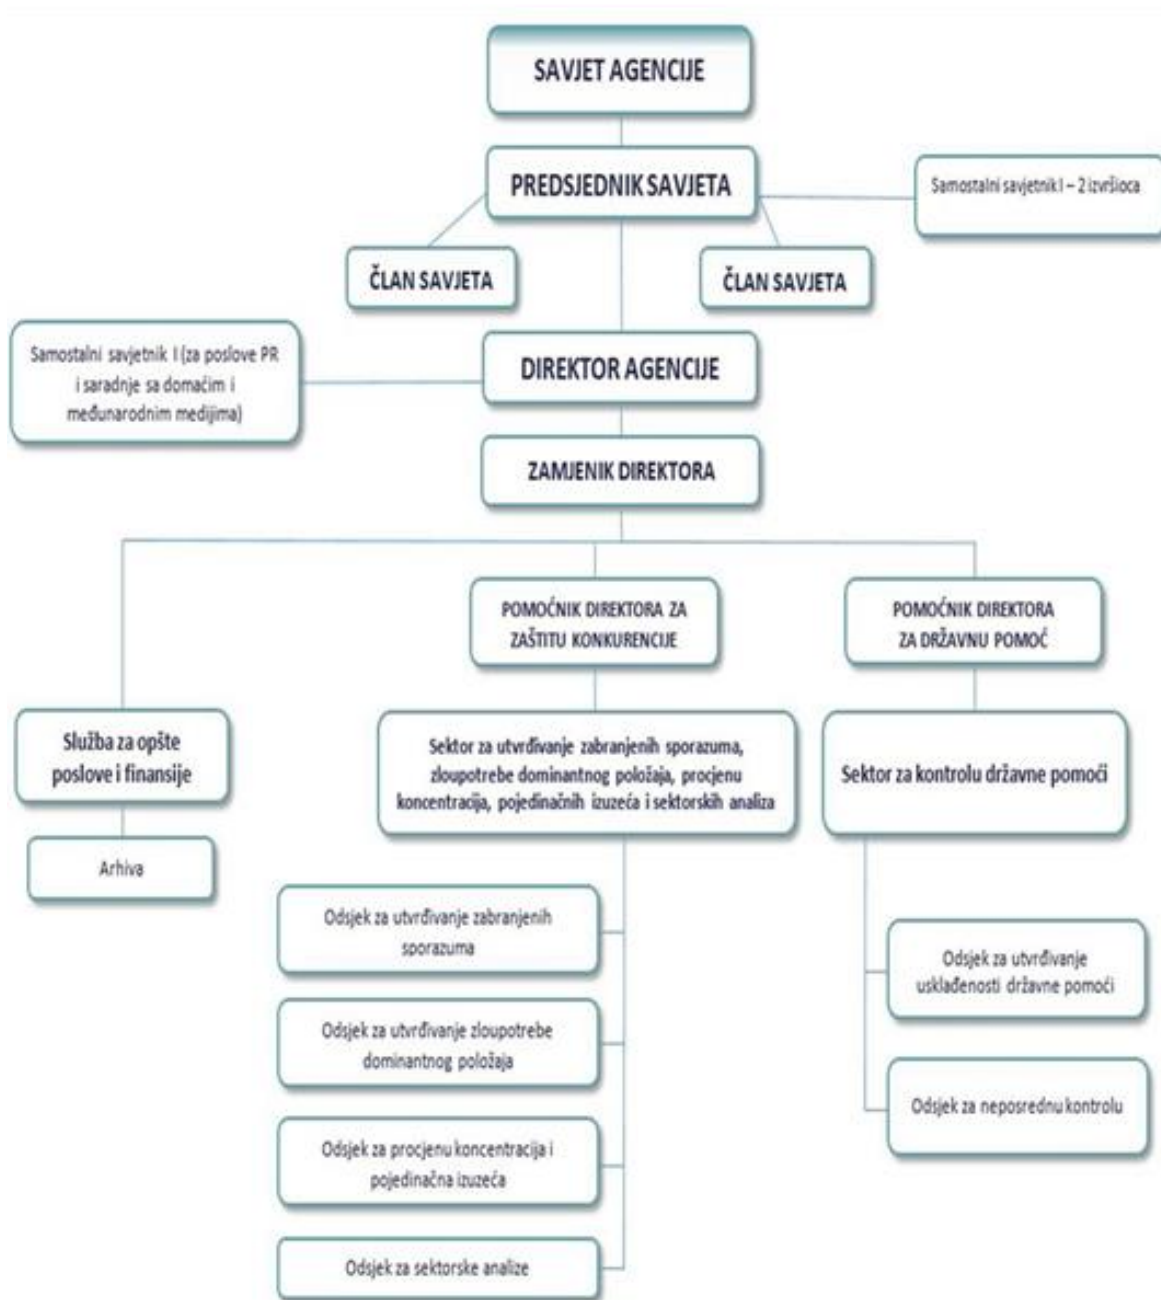 SAVJET AGENCIJE
PREDSJEDNIK SAVJETA
Samostalni savjetnik I – 2 izvršioca
ČLAN SAVJETA
ČLAN SAVJETA
Samostalni savjetnik I (za poslove PR
i saradnje sa domaćim i
međunarodnim medijima)
DIREKTOR AGENCIJE
ZAMJENIK DIREKTORA
POMOĆNIK DIREKTORA ZA
ZAŠTITU KONKURENCIJE
POMOĆNIK DIREKTORA
ZA DRŽAVNU POMOĆ
Služba za opšte
poslove i finansije
Arhiva
Sektor za utvrđivanje zabranjenih sporazuma,
zloupotrebe dominantnog položaja, procjenu
koncentracija, pojedinačnih izuzeća i sektorskih analiza
Sektor za kontrolu državne pomoći
Odsjek za utvrđivanje zabranjenih
sporazuma
Odsjek za utvrđivanje zloupotrebe
dominantnog položaja
Odsjek za procjenu koncentracija i
pojedinačna izuzeća
Odsjek za sektorske analize
Odsjek za utvrđivanje
usklađenosti državne pomoći
Odsjek za neposrednu kontrolu